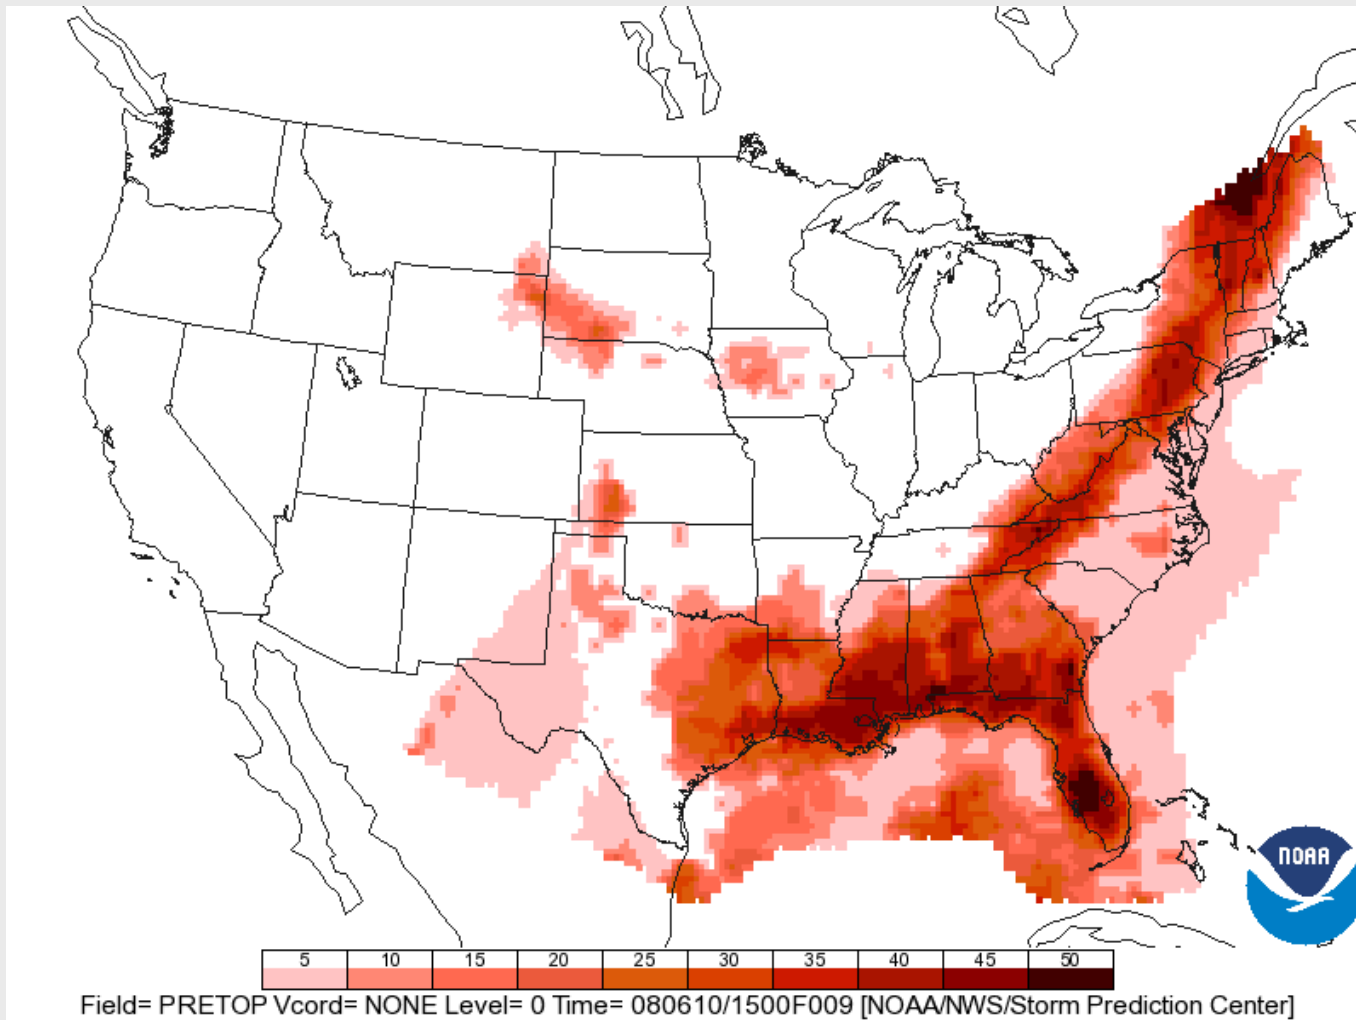 NOAA
5 10 15 20 25 30 35 40 45 50
Field= PRETOP Vcord= NONE Level= 0 Time= 080610/1500F009 [NOAA/NWS/Storm Prediction Center]